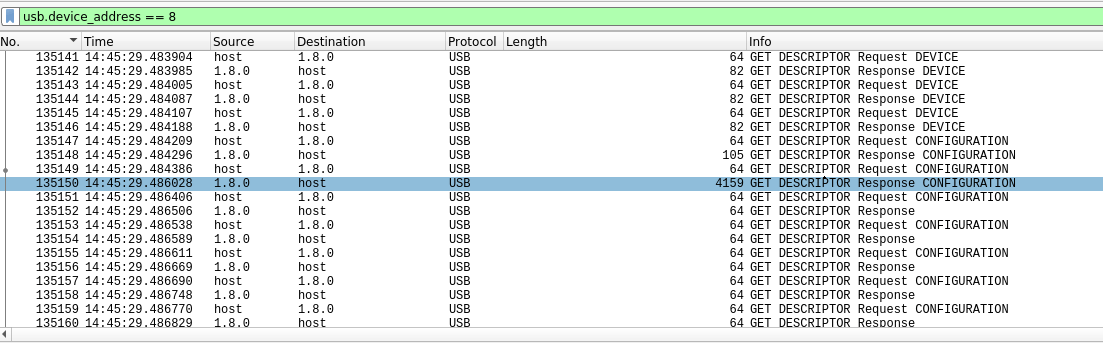 usb.device_address == 8
No. Time Source Destination Protocol Length Info
135141 14:45:29.483904 host 1.8.0 USB 64 GET DESCRIPTOR Request DEVICE
135142 14:45:29.483985 1.8.0 host USB 82 GET DESCRIPTOR Response DEVICE
135143 14:45:29.484005 host 1.8.0 USB 64 GET DESCRIPTOR Request DEVICE
135144 14:45:29.484087 1.8.0 host USB 82 GET DESCRIPTOR Response DEVICE
135145 14:45:29.484107 host 1.8.0 USB 64 GET DESCRIPTOR Request DEVICE
135146 14:45:29.484188 1.8.0 host USB 82 GET DESCRIPTOR Response DEVICE
135147 14:45:29.484209 host 1.8.0 USB 64 GET DESCRIPTOR Request CONFIGURATION
135148 14:45:29.484296 1.8.0 host USB 105 GET DESCRIPTOR Response CONFIGURATION
135149 14:45:29.484386 host 1.8.0 USB 64 GET DESCRIPTOR Request CONFIGURATION
135150 14:45:29.486028 1.8.0 host USB 4159 GET DESCRIPTOR Response CONFIGURATION
135151 14:45:29.486406 host 1.8.0 USB 64 GET DESCRIPTOR Request CONFIGURATION
135152 14:45:29.486506 1.8.0 host USB 64 GET DESCRIPTOR Response
135153 14:45:29.486538 host 1.8.0 USB 64 GET DESCRIPTOR Request CONFIGURATION
135154 14:45:29.486589 1.8.0 host USB 64 GET DESCRIPTOR Response
135155 14:45:29.486611 host 1.8.0 USB 64 GET DESCRIPTOR Request CONFIGURATION
135156 14:45:29.486669 1.8.0 host USB 64 GET DESCRIPTOR Response
135157 14:45:29.486690 host 1.8.0 USB 64 GET DESCRIPTOR Request CONFIGURATION
135158 14:45:29.486748 1.8.0 host USB 64 GET DESCRIPTOR Response
135159 14:45:29.486770 host 1.8.0 USB 64 GET DESCRIPTOR Request CONFIGURATION
135160 14:45:29.486829 1.8.0 host USB 64 GET DESCRIPTOR Response